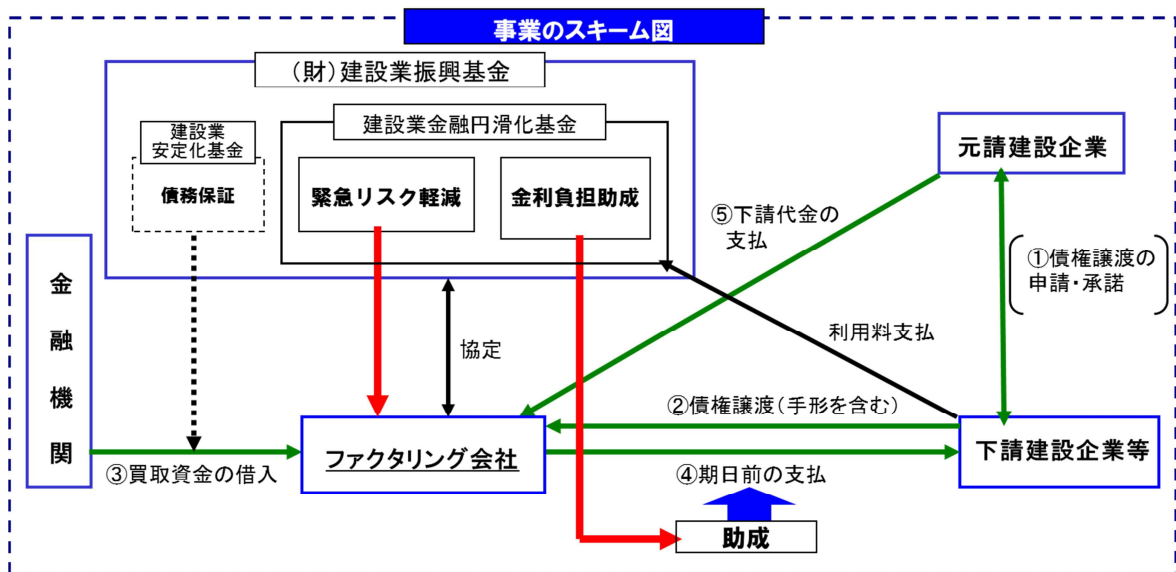 事業のスキーム図
(財)建設業振興基金
建設業金融円滑化基金
建設業
安定化基金
債務保証
緊急リスク軽減
金利負担助成
元請建設企業
⑤下請代金の
支払
①債権譲渡の
申請・承諾
金融機関
協定
利用料支払
②債権譲渡(手形を含む)
ファクタリング会社
下請建設企業等
③買取資金の借入
④期日前の支払
助成